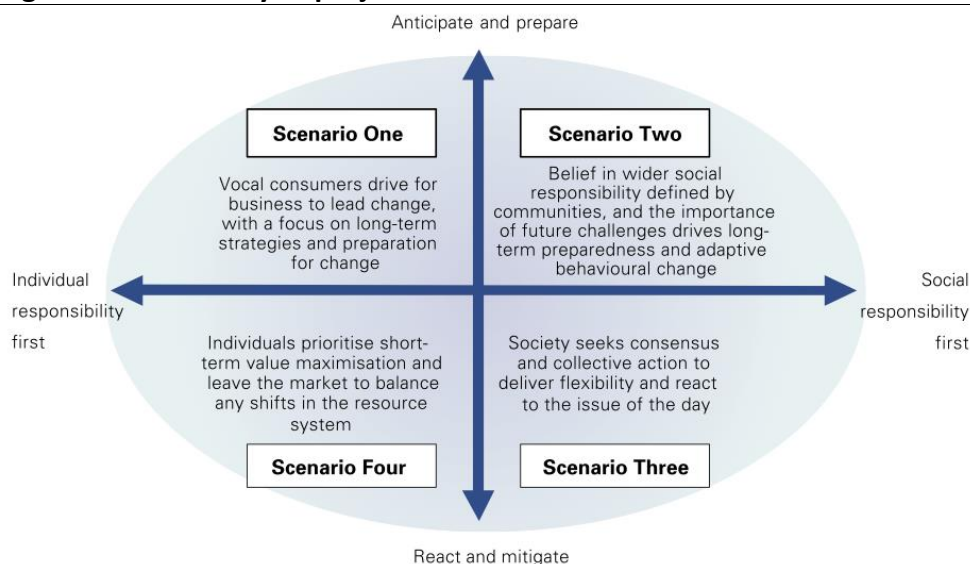 Anticipate and prepare
Scenario One
Vocal consumers drive for
business to lead change,
with a focus on long-term
strategies and preparation
for change
Scenario Two
Belief in wider social
responsibility defined by
communities, and the importance
of future challenges drives long-
term preparedness and adaptive
behavioural change
Individual
responsibility
first
Social
responsibility
first
Individuals prioritise short-
term value maximisation and
leave the market to balance
any shifts in the resource
system
Scenario Four
Society seeks consensus
and collective action to
deliver flexibility and react
to the issue of the day
Scenario Three
React and mitigate